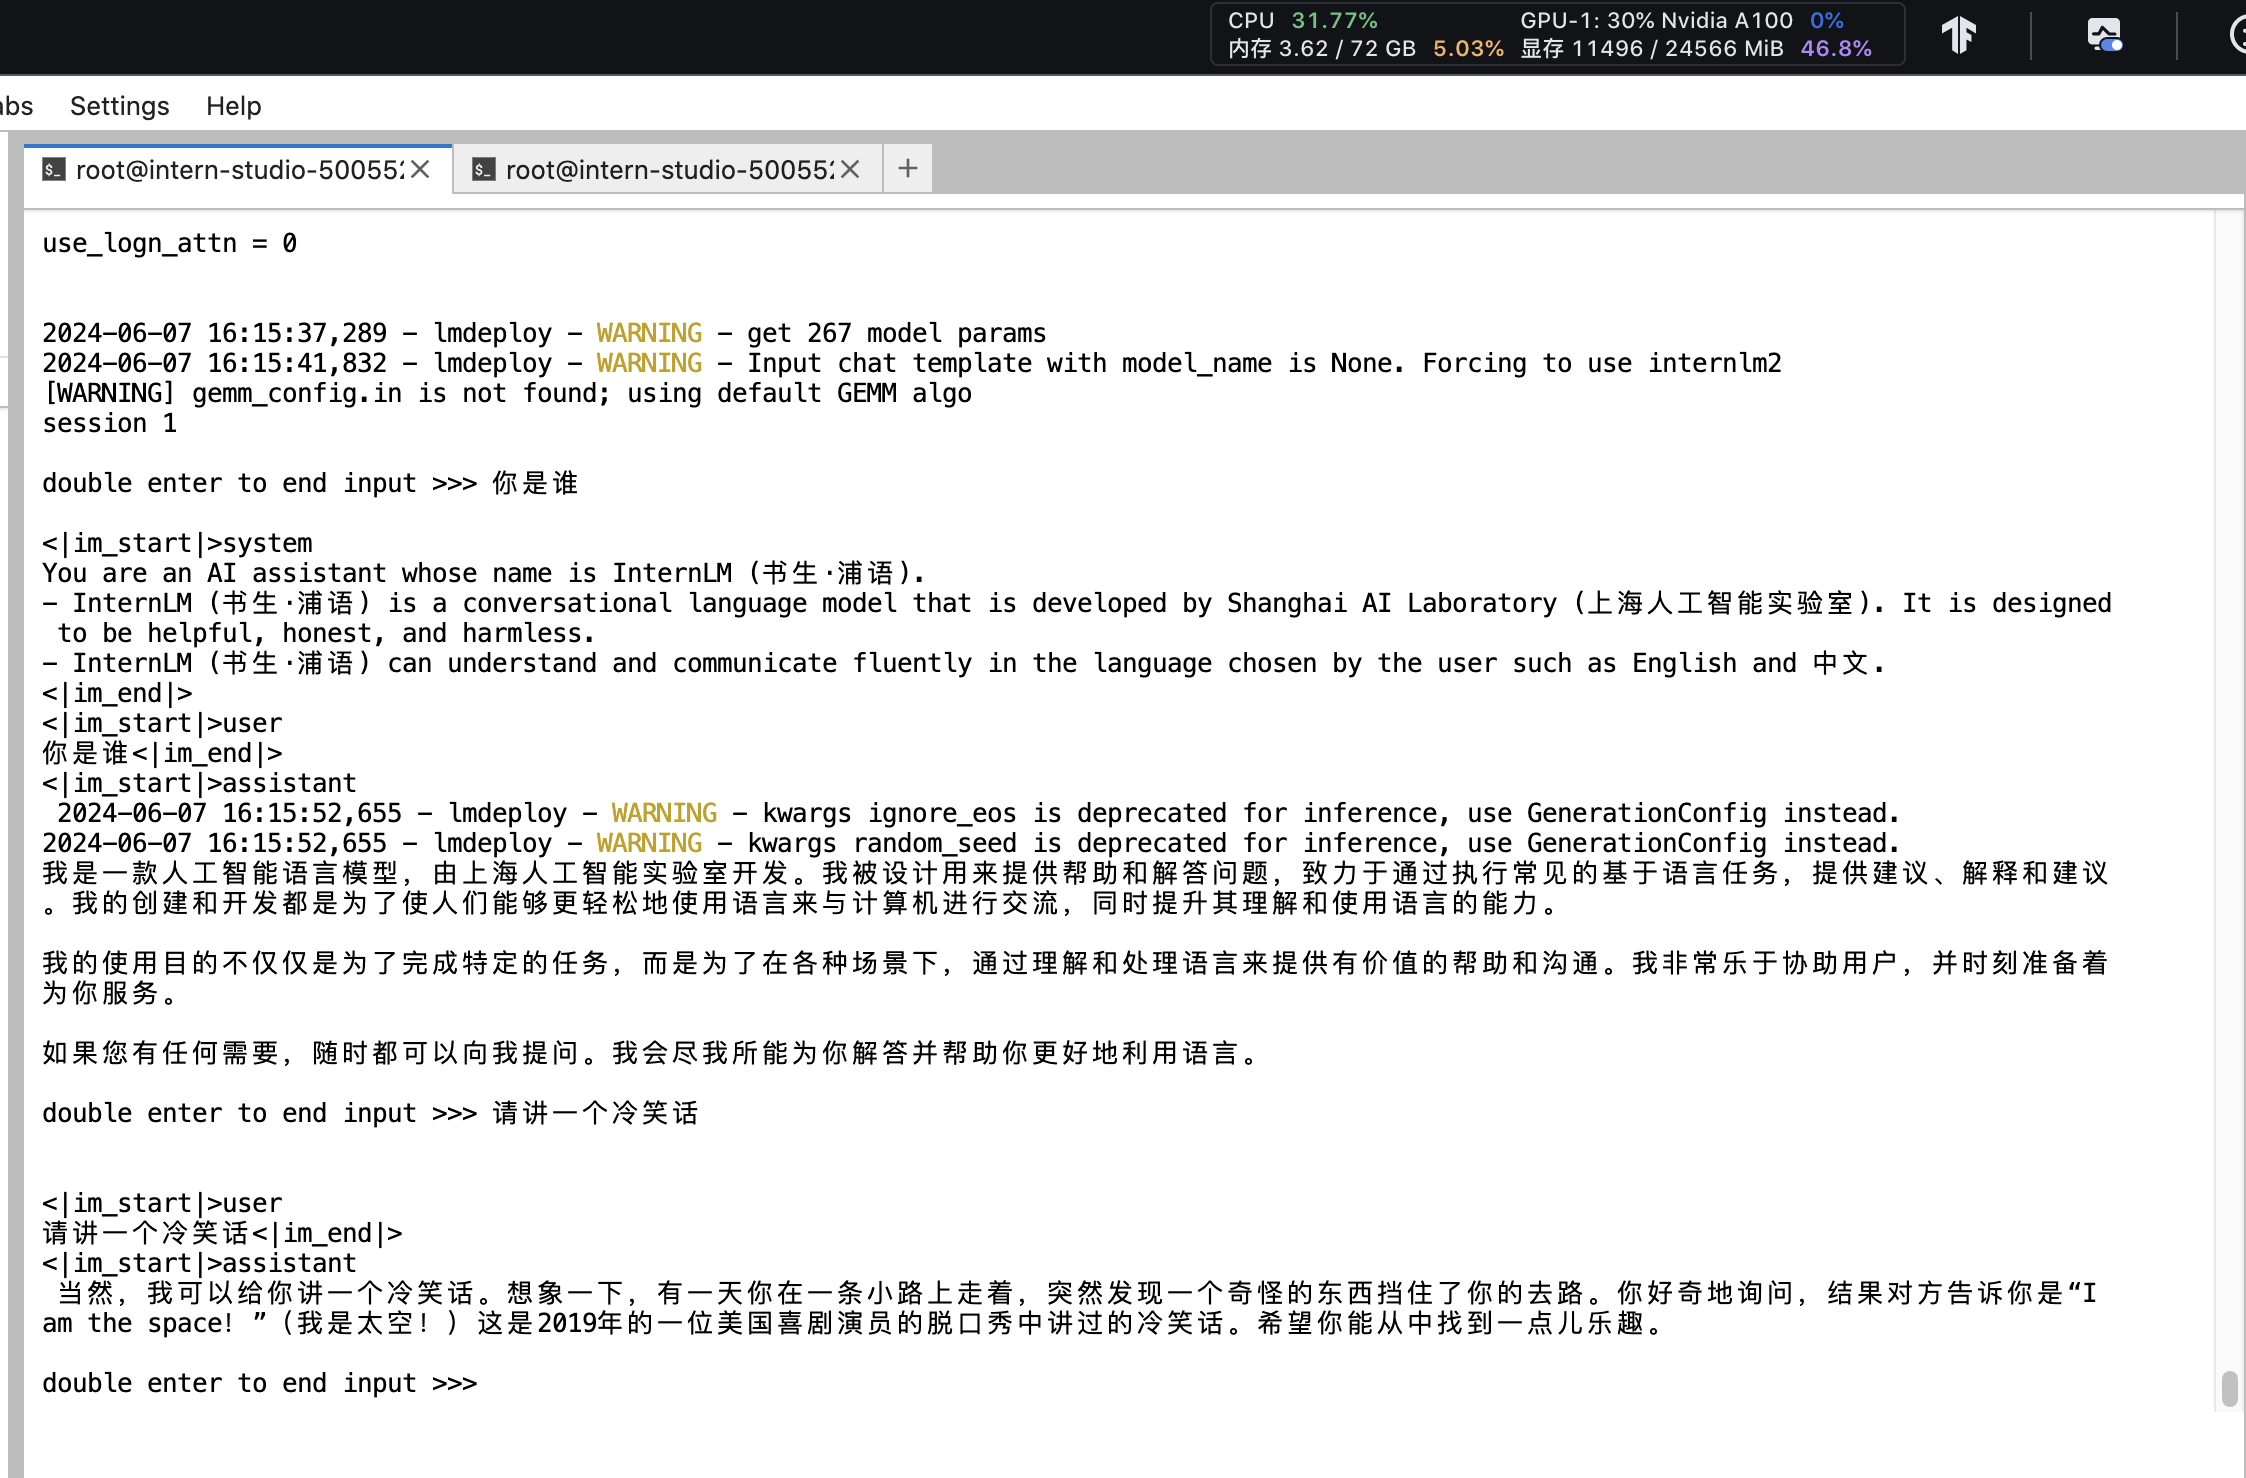 CPU 31.77% GPU-1: 30% Nvidia A100 0%
内存 3.62 / 72 GB 5.03% 显存 11496 / 24566 MiB 46.8%
Settings Help
root@intern-studio-50055 root@intern-studio-50055 +
use_logn_attn = 0
2024-06-07 16:15:37,289 - lmdeploy - WARNING - get 267 model params
2024-06-07 16:15:41,832 - lmdeploy - WARNING - Input chat template with model_name is None. Forcing to use internlm2
[WARNING] gemm_config.in is not found; using default GEMM algo
session 1
double enter to end input >>> 你是谁
<|im_start|>system
You are an AI assistant whose name is InternLM (书生·浦语).
- InternLM (书生·浦语) is a conversational language model that is developed by Shanghai AI Laboratory (上海人工智能实验室). It is designed
to be helpful, honest, and harmless.
- InternLM (书生·浦语) can understand and communicate fluently in the language chosen by the user such as English and 中文.
<|im_end|>
<|im_start|>user
你是谁<|im_end|>
<|im_start|>assistant
2024-06-07 16:15:52,655 - lmdeploy - WARNING - kwargs ignore_eos is deprecated for inference, use GenerationConfig instead.
2024-06-07 16:15:52,655 - lmdeploy - WARNING - kwargs random_seed is deprecated for inference, use GenerationConfig instead.
我是一款人工智能语言模型，由上海人工智能实验室开发。我被设计用来提供帮助和解答问题，致力于通过执行常见的基于语言任务，提供建议、解释和建议
。我的创建和开发都是为了使人们能够更轻松地使用语言来与计算机进行交流，同时提升其理解和使用语言的能力。
我的使用目的不仅仅是为了完成特定的任务，而是为了在各种场景下，通过理解和处理语言来提供有价值的帮助和沟通。我非常乐于协助用户，并时刻准备着
为你服务。
如果您有任何需要，随时都可以向我提问。我会尽我所能为你解答并帮助你更好地利用语言。
double enter to end input >>> 请讲一个冷笑话
<|im_start|>user
请讲一个冷笑话<|im_end|>
<|im_start|>assistant
当然，我可以给你讲一个冷笑话。想象一下，有一天你在一条小路上走着，突然发现一个奇怪的东西挡住了你的去路。你好奇地询问，结果对方告诉你是“I
am the space！”（我是太空！）这是2019年的一位美国喜剧演员的脱口秀中讲过的冷笑话。希望你能从中找到一点儿乐趣。
double enter to end input >>>